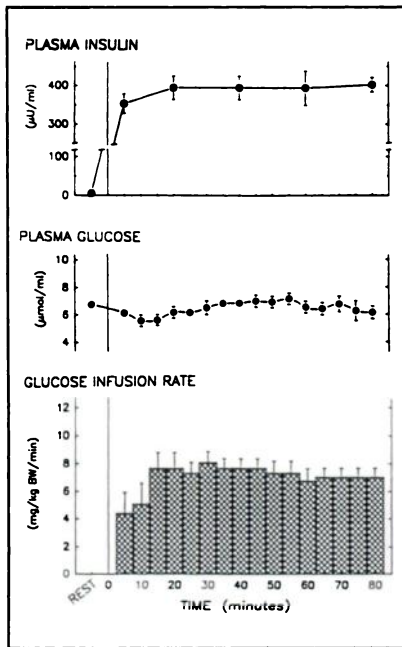 PLASMA INSULIN
(μU/ml)
400
300
100
0
PLASMA GLUCOSE
(μmol/ml)
10
8
6
4
GLUCOSE INFUSION RATE
(mg/kg BW/min)
12
10
8
6
4
2
0
REST 0 10 20 30 40 50 60 70 80
TIME (minutes)